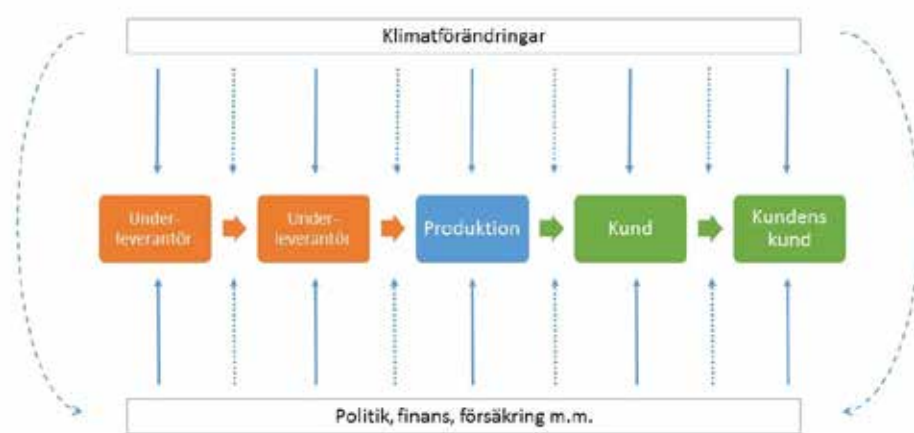 Klimatförändringar
Under-
leverantör
Under-
leverantör
Produktion
Kund
Kundens
kund
Politik, finans, försäkring m.m.